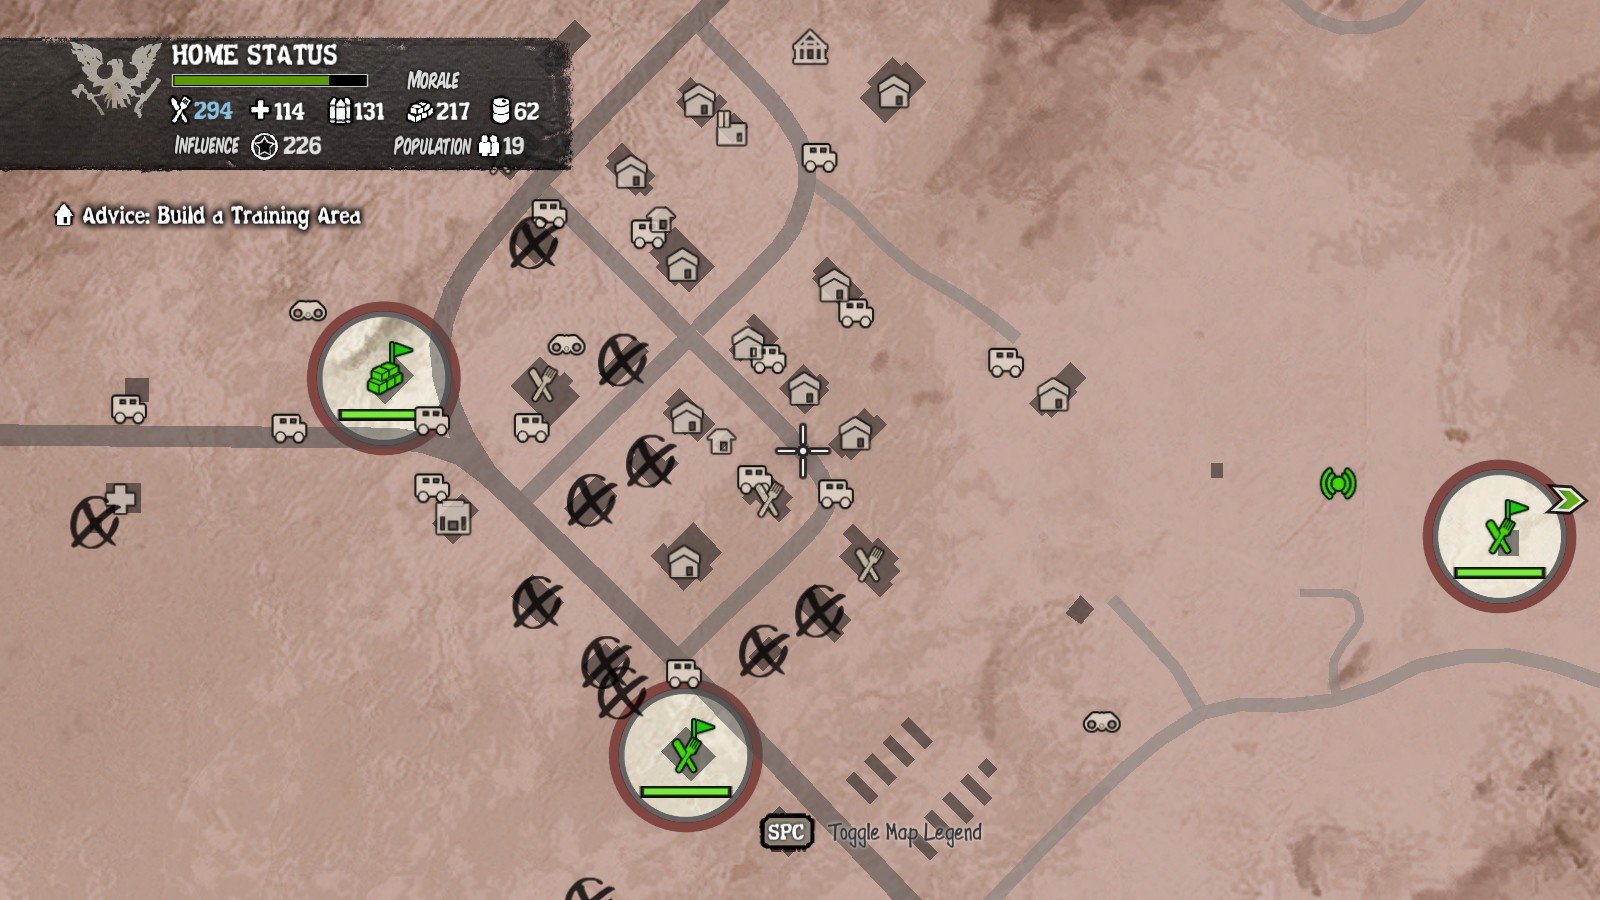 HOME STATUS
MORALE
294 114 131 217 62
INFLUENCE 226 POPULATION 19
Advice: Build a Training Area
SPC Toggle Map Legend